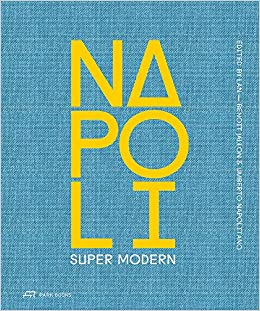 NA
PO
LI
SUPER MODERN
EDITED BY LAN — BENOIT JALLON & UMBERTO NAPOLITANO
PARK BOOKS